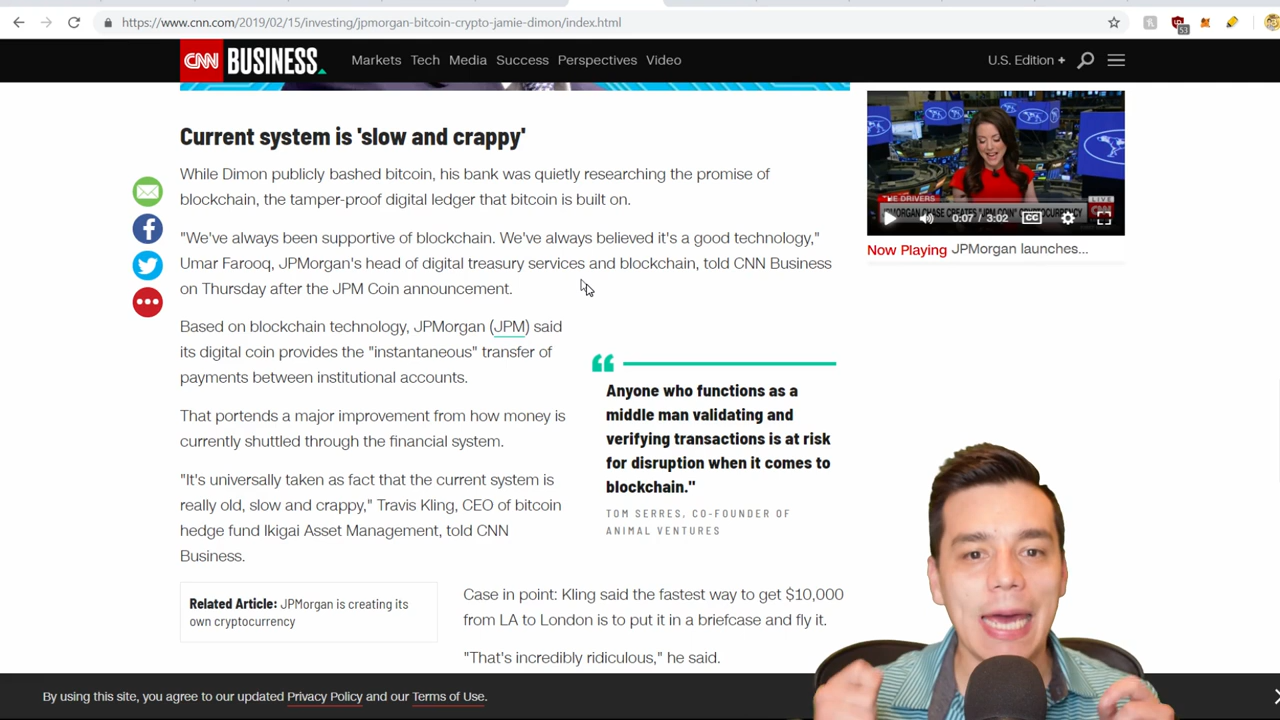 https://www.cnn.com/2019/02/15/investing/jpmorgan-bitcoin-crypto-jamie-dimon/index.html
53
CNN BUSINESS
Markets Tech Media Success Perspectives Video
U.S. Edition +
Current system is 'slow and crappy'
While Dimon publicly bashed bitcoin, his bank was quietly researching the promise of
blockchain, the tamper-proof digital ledger that bitcoin is built on.
"We've always been supportive of blockchain. We've always believed it's a good technology,"
Umar Farooq, JPMorgan's head of digital treasury services and blockchain, told CNN Business
on Thursday after the JPM Coin announcement.
Based on blockchain technology, JPMorgan (JPM) said
its digital coin provides the "instantaneous" transfer of
payments between institutional accounts.
That portends a major improvement from how money is
currently shuttled through the financial system.
"It's universally taken as fact that the current system is
really old, slow and crappy," Travis Kling, CEO of bitcoin
hedge fund Ikigai Asset Management, told CNN
Business.
Anyone who functions as a
middle man validating and
verifying transactions is at risk
for disruption when it comes to
blockchain."
TOM SERRES, CO-FOUNDER OF
ANIMAL VENTURES
Related Article: JPMorgan is creating its
own cryptocurrency
Case in point: Kling said the fastest way to get $10,000
from LA to London is to put it in a briefcase and fly it.
"That's incredibly ridiculous," he said.
THE DRIVERS
LIVE
CNN
JPMORGAN CHASE CREATES "JPM COIN" CRYPTOCURRENCY
0:07 / 3:02
CC
Now Playing JPMorgan launches...
By using this site, you agree to our updated Privacy Policy and our Terms of Use.